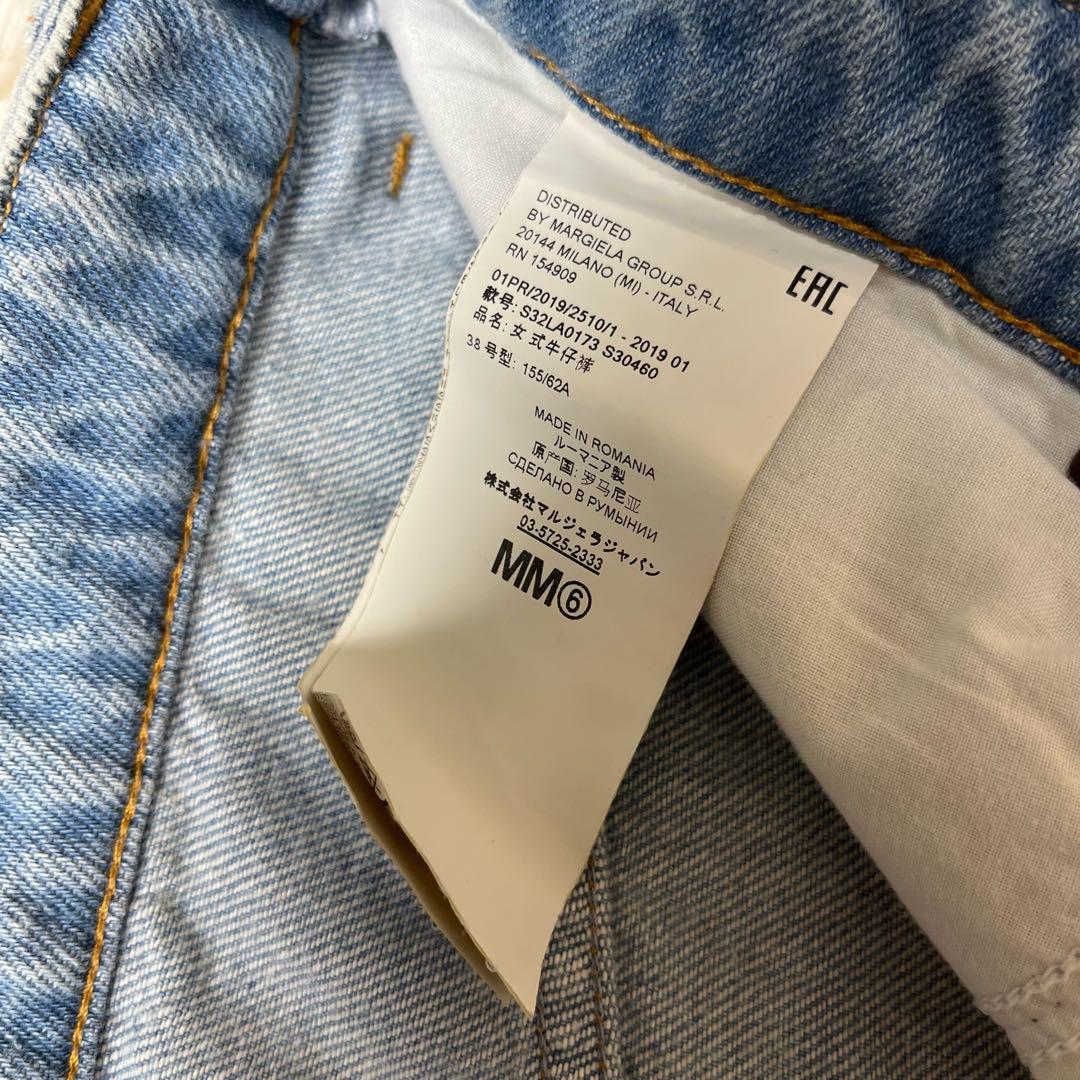 DISTRIBUTED
BY MARGIELA GROUP S.R.L.
20144 MILANO (MI) - ITALY
RN 154909
EAC
01PR/2019/2510/1 - 2019 01
款号: S32LA0173 S30460
品名: 女式牛仔裤
38 号型: 155/62A
MADE IN ROMANIA
ルーマニア製
原产国: 罗马尼亚
СДЕЛАНО В РУМЫНИИ
株式会社マルジェラジャパン
03-5725-2333
MM⑥